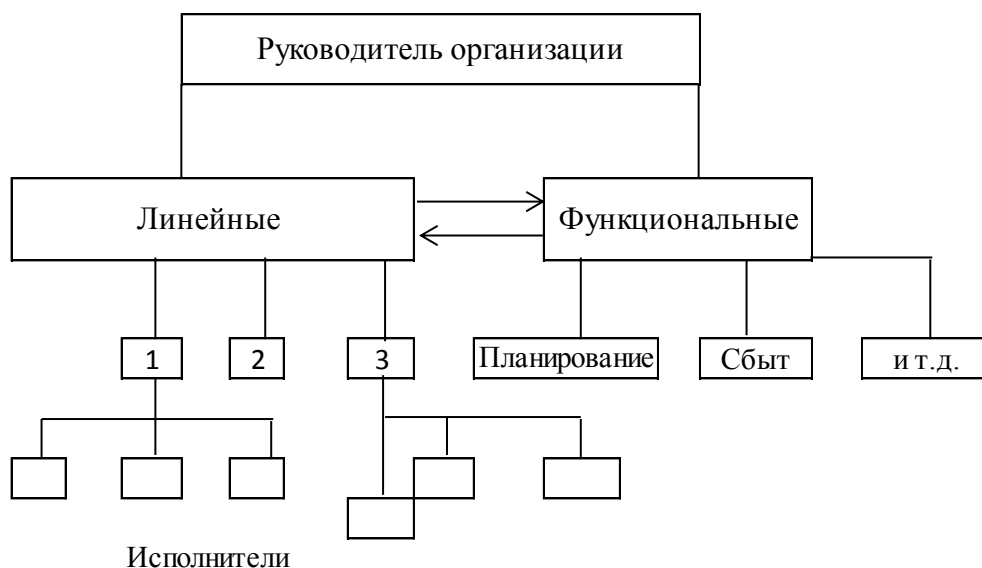 Руководитель организации
Линейные
Функциональные
1
2
3
Планирование
Сбыт
и т.д.
Исполнители